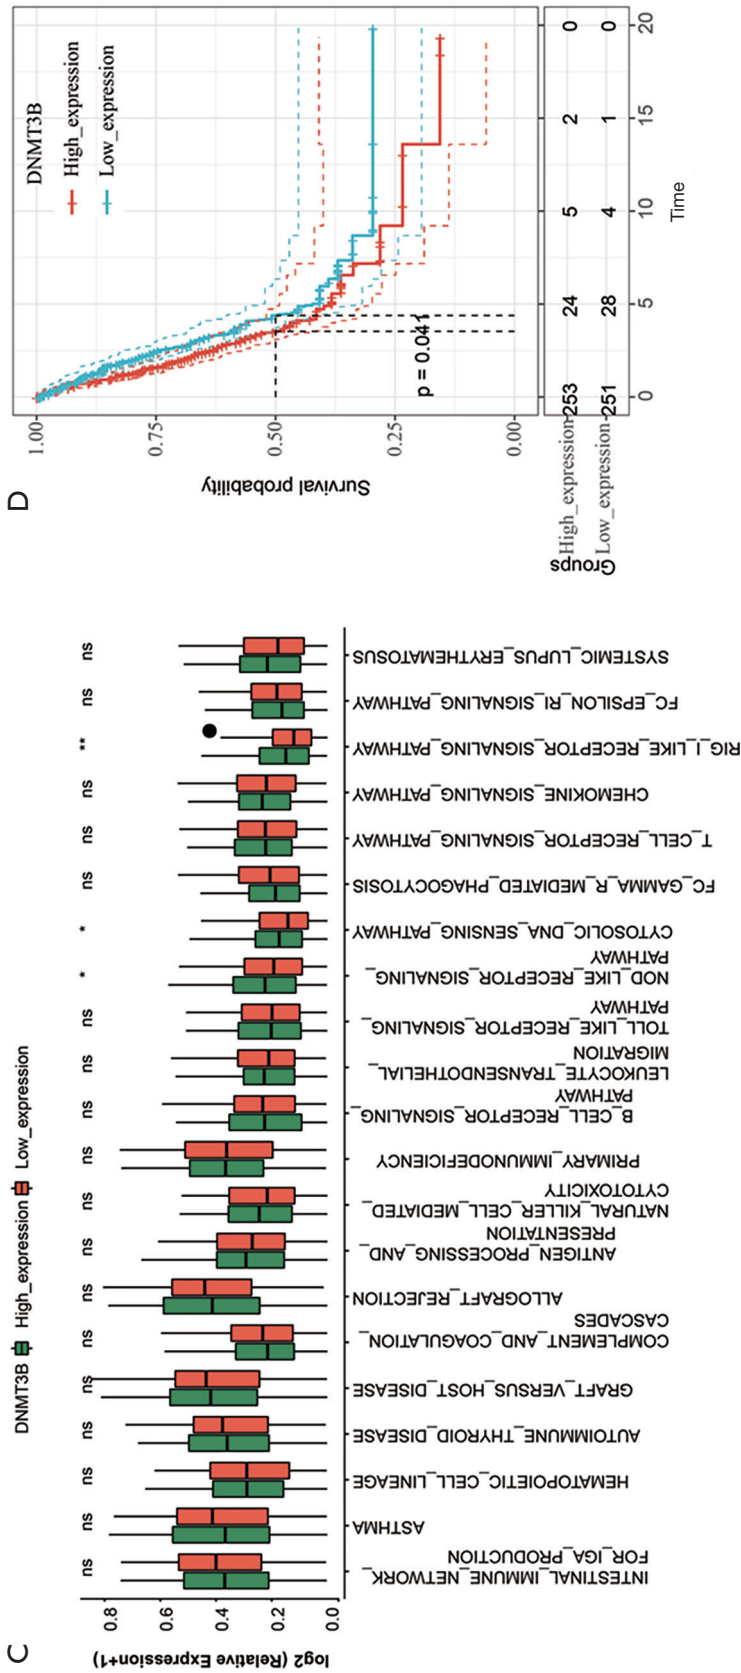 C
DNMT3B High_expression Low_expression
log2 (Relative Expression+1)
0.8
0.6
0.4
0.2
0.0
ns ns ns ns ns ns ns ns ns ns ns ns ns * * ns ns ns ** ns ns
INTESTINAL_IMMUNE_NETWORK_
FOR_IGA_PRODUCTION
ASTHMA
HEMATOPOIETIC_CELL_LINEAGE
AUTOIMMUNE_THYROID_DISEASE
GRAFT_VERSUS_HOST_DISEASE
COMPLEMENT_AND_COAGULATION_
CASCADES
ALLOGRAFT_REJECTION
ANTIGEN_PROCESSING_AND_
PRESENTATION
NATURAL_KILLER_CELL_MEDIATED_
CYTOTOXICITY
PRIMARY_IMMUNODEFICIENCY
B_CELL_RECEPTOR_SIGNALING_
PATHWAY
LEUKOCYTE_TRANSENDOTHELIAL_
MIGRATION
TOLL_LIKE_RECEPTOR_SIGNALING_
PATHWAY
NOD_LIKE_RECEPTOR_SIGNALING_
PATHWAY
CYTOSOLIC_DNA_SENSING_PATHWAY
FC_GAMMA_R_MEDIATED_PHAGOCYTOSIS
T_CELL_RECEPTOR_SIGNALING_PATHWAY
CHEMOKINE_SIGNALING_PATHWAY
RIG_I_LIKE_RECEPTOR_SIGNALING_PATHWAY
FC_EPSILON_RI_SIGNALING_PATHWAY
SYSTEMIC_LUPUS_ERYTHEMATOSUS
D
DNMT3B
High_expression
Low_expression
Survival probability
1.00
0.75
0.50
0.25
0.00
p = 0.041
Groups
High_expression 253 24 5 2 0
Low_expression 251 28 4 1 0
0 5 10 15 20
Time